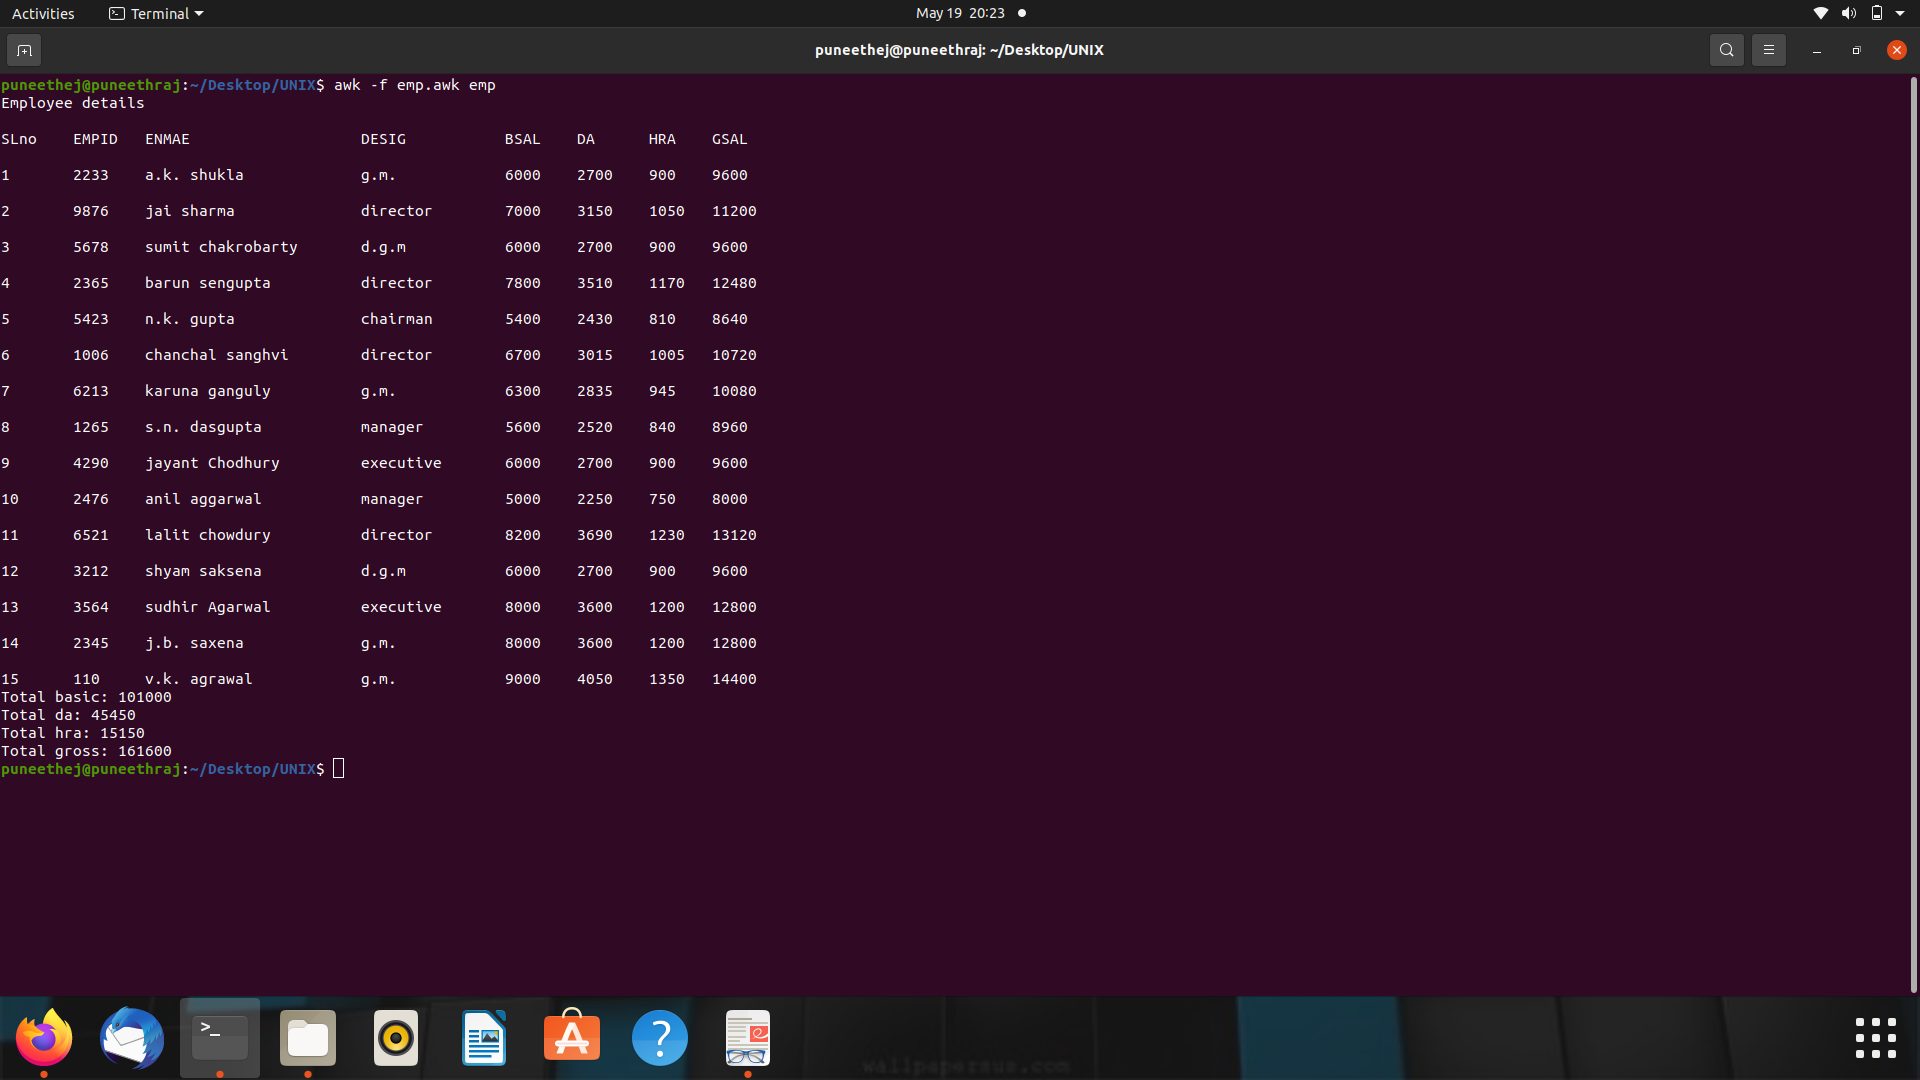 Activities Terminal May 19 20:23
puneethej@puneethraj: ~/Desktop/UNIX
puneethej@puneethraj:~/Desktop/UNIX$ awk -f emp.awk emp
Employee details
SLno EMPID ENMAE DESIG BSAL DA HRA GSAL
1 2233 a.k. shukla g.m. 6000 2700 900 9600
2 9876 jai sharma director 7000 3150 1050 11200
3 5678 sumit chakrobarty d.g.m 6000 2700 900 9600
4 2365 barun sengupta director 7800 3510 1170 12480
5 5423 n.k. gupta chairman 5400 2430 810 8640
6 1006 chanchal sanghvi director 6700 3015 1005 10720
7 6213 karuna ganguly g.m. 6300 2835 945 10080
8 1265 s.n. dasgupta manager 5600 2520 840 8960
9 4290 jayant Chodhury executive 6000 2700 900 9600
10 2476 anil aggarwal manager 5000 2250 750 8000
11 6521 lalit chowdury director 8200 3690 1230 13120
12 3212 shyam saksena d.g.m 6000 2700 900 9600
13 3564 sudhir Agarwal executive 8000 3600 1200 12800
14 2345 j.b. saxena g.m. 8000 3600 1200 12800
15 110 v.k. agrawal g.m. 9000 4050 1350 14400
Total basic: 101000
Total da: 45450
Total hra: 15150
Total gross: 161600
puneethej@puneethraj:~/Desktop/UNIX$
wallpapersus.com